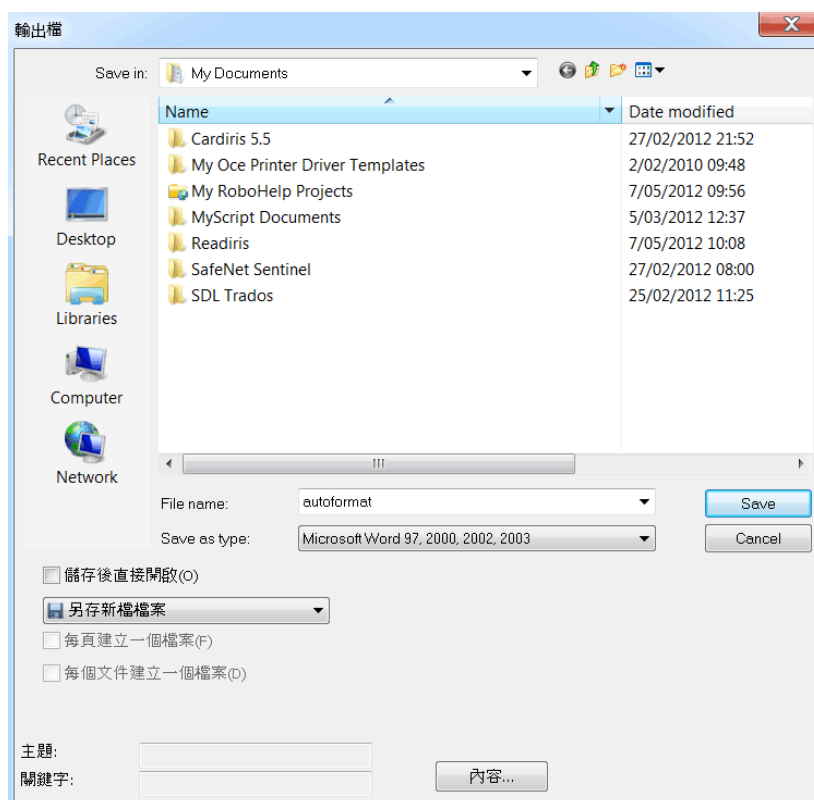 輸出檔
Save in: My Documents
Name Date modified
Cardiris 5.5 27/02/2012 21:52
My Oce Printer Driver Templates 2/02/2010 09:48
My RoboHelp Projects 7/05/2012 09:56
MyScript Documents 5/03/2012 12:37
Readiris 7/05/2012 10:08
SafeNet Sentinel 27/02/2012 08:00
SDL Trados 25/02/2012 11:25
Recent Places
Desktop
Libraries
Computer
Network
File name: autoformat Save
Save as type: Microsoft Word 97, 2000, 2002, 2003 Cancel
儲存後直接開啟(O)
另存新檔檔案
每頁建立一個檔案(F)
每個文件建立一個檔案(D)
主題:
關鍵字:
內容...